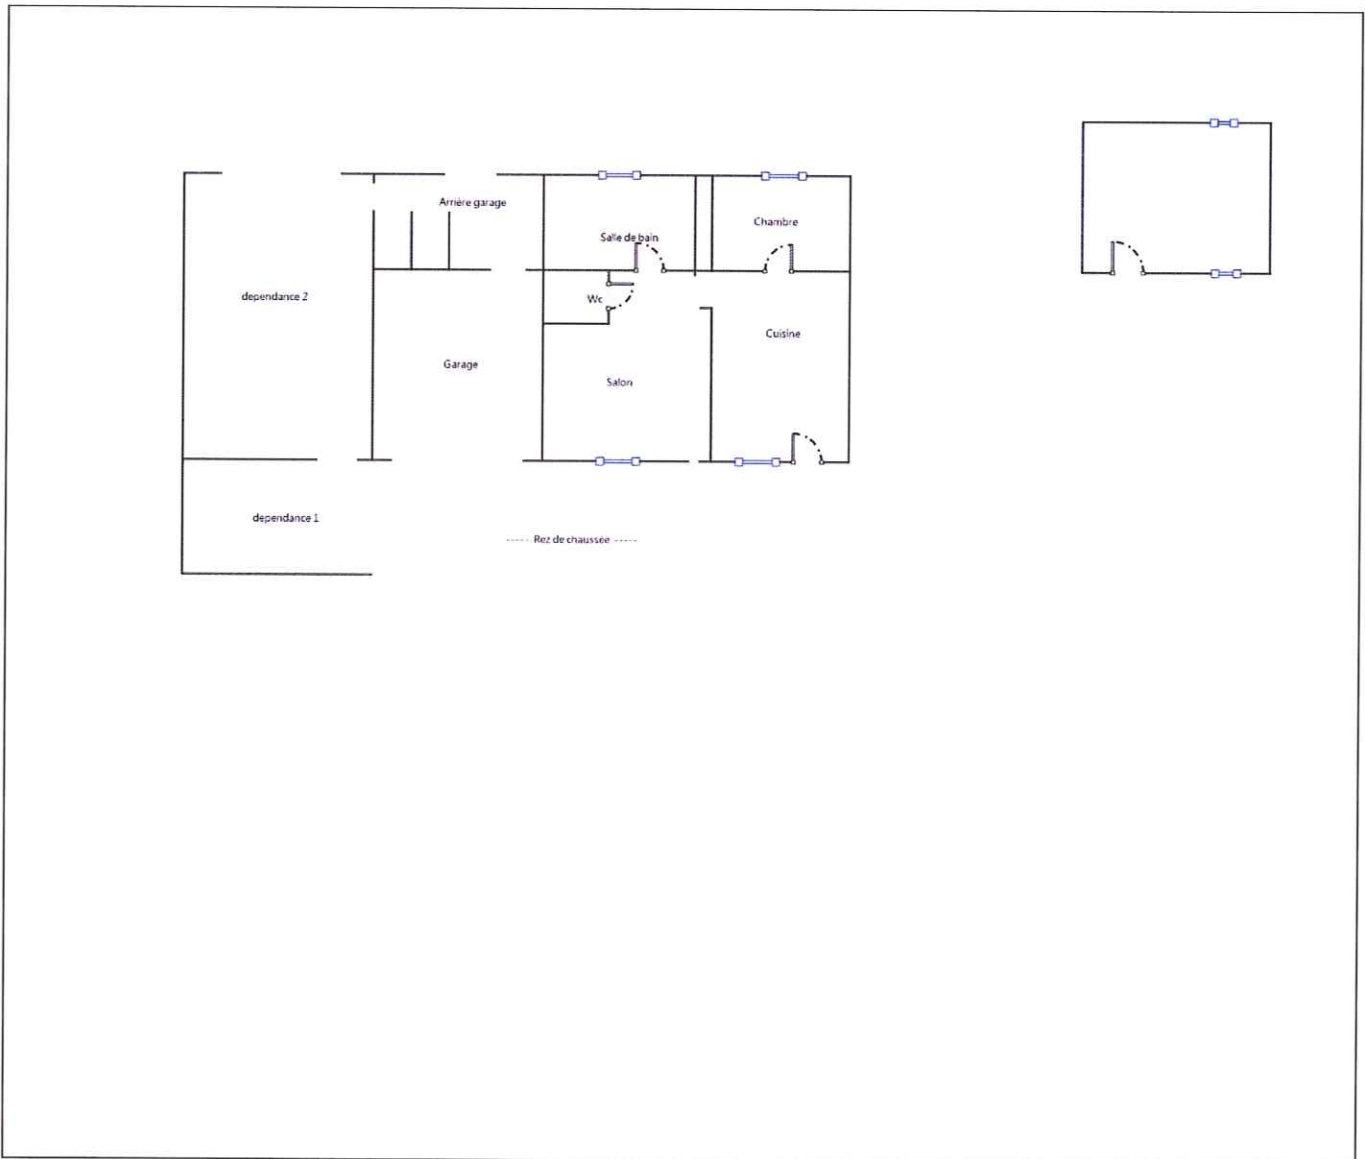 Arrière garage
Chambre
Salle de bain
dependance 2
Wc
Cuisine
Garage
Salon
dependance 1
----- Rez de chaussée -----